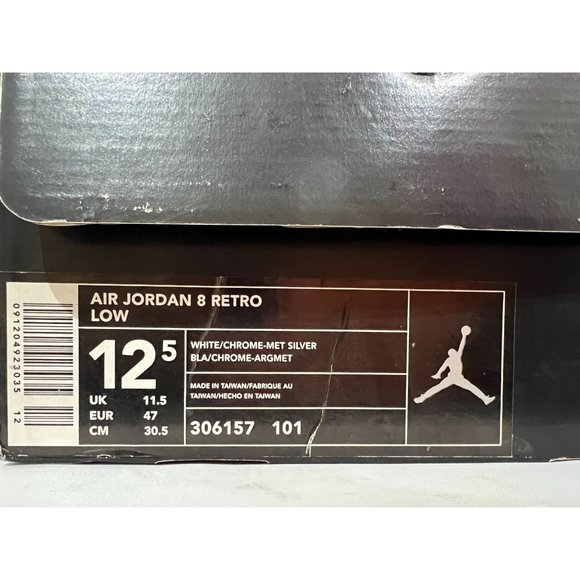 AIR JORDAN 8 RETRO
LOW
12 5
UK 11.5
EUR 47
CM 30.5
WHITE/CHROME-MET SILVER
BLA/CHROME-ARGMET
MADE IN TAIWAN/FABRIQUE AU
TAIWAN/HECHO EN TAIWAN
306157 101
091204923035
12